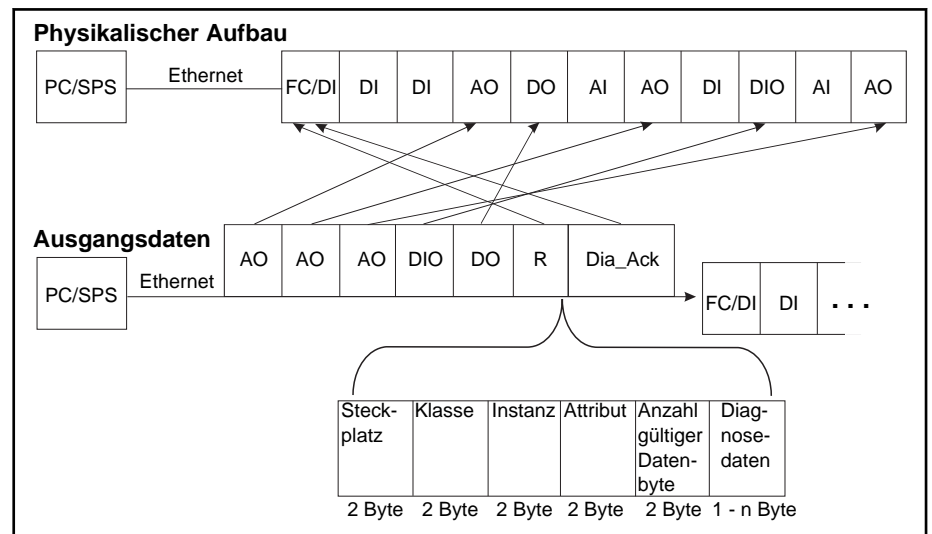 Physikalischer Aufbau
PC/SPS Ethernet FC/DI DI DI AO DO AI AO DI DIO AI AO
Ausgangsdaten
AO AO AO DIO DO R Dia_Ack
PC/SPS Ethernet FC/DI DI . . .
Steck-
platz
Klasse
Instanz
Attribut
Anzahl
gültiger
Daten-
byte
Diag-
nose-
daten
2 Byte 2 Byte 2 Byte 2 Byte 2 Byte 1 - n Byte